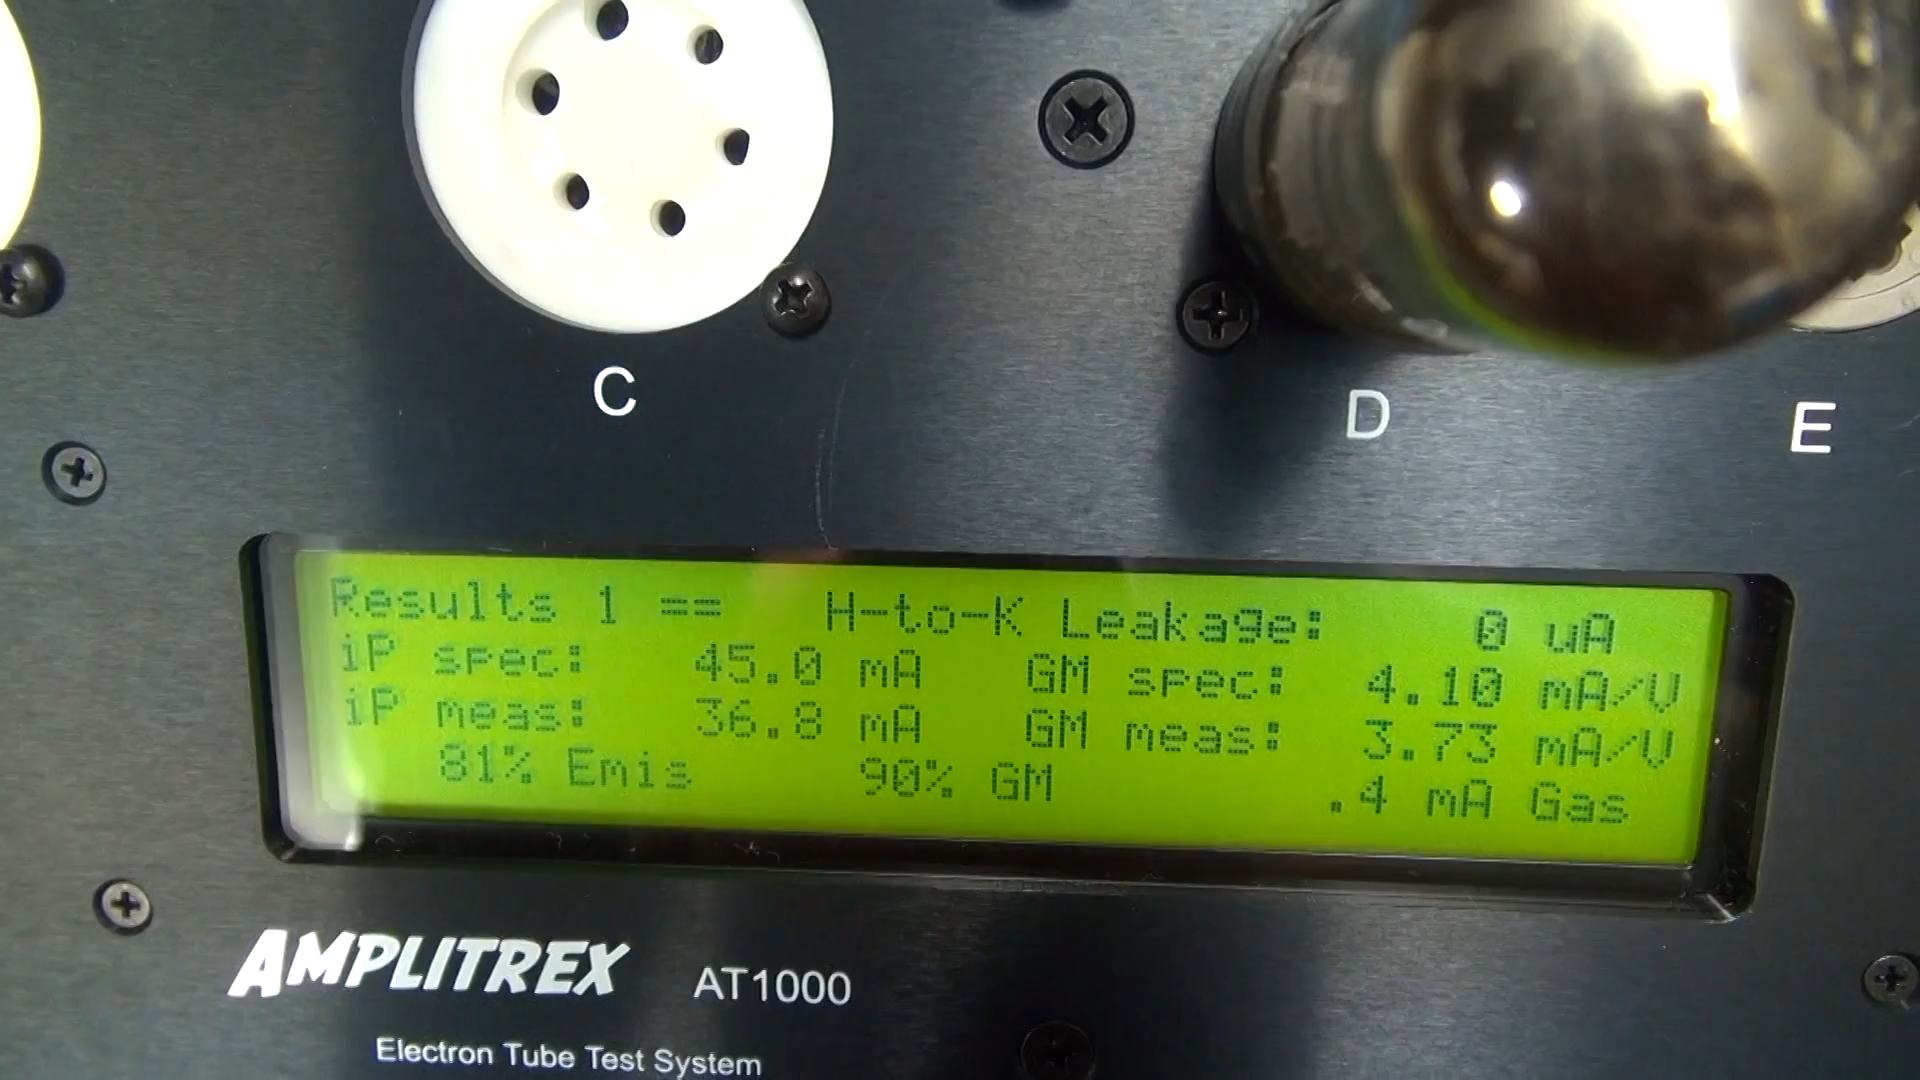 C
D
E
Results 1 == H-to-K Leakage: 0 uA
iP spec: 45.0 mA GM spec: 4.10 mA/V
iP meas: 36.8 mA GM meas: 3.73 mA/V
81% Emis 90% GM .4 mA Gas
AMPLITREX AT1000
Electron Tube Test System